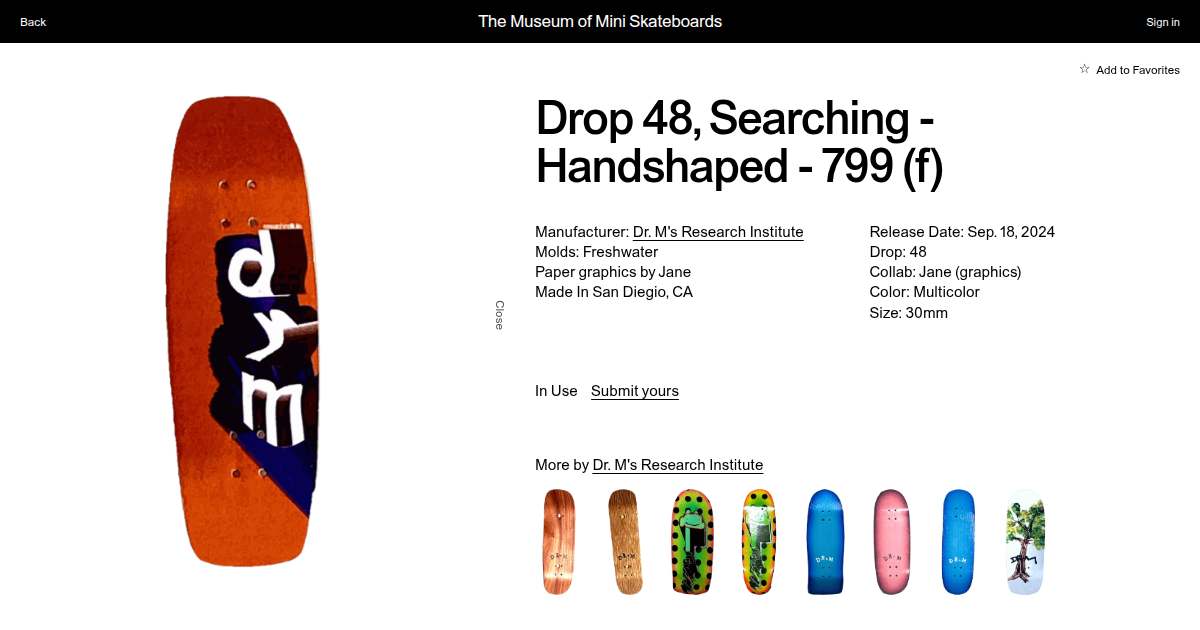 Back
The Museum of Mini Skateboards
Sign in
☆ Add to Favorites
Drop 48, Searching -
Handshaped - 799 (f)
Manufacturer: Dr. M's Research Institute
Molds: Freshwater
Paper graphics by Jane
Made In San Diegio, CA
Release Date: Sep. 18, 2024
Drop: 48
Collab: Jane (graphics)
Color: Multicolor
Size: 30mm
d
r
m
Close
In Use Submit yours
More by Dr. M's Research Institute